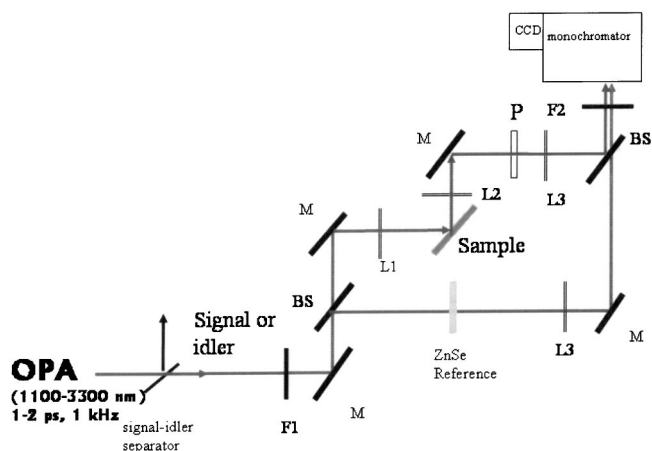 CCD
monochromator
P
F2
M
BS
L2
L3
M
Sample
L1
BS
Signal or
idler
ZnSe
Reference
L3
M
OPA
(1100-3300 nm)
1-2 ps, 1 kHz
signal-idler
separator
F1
M